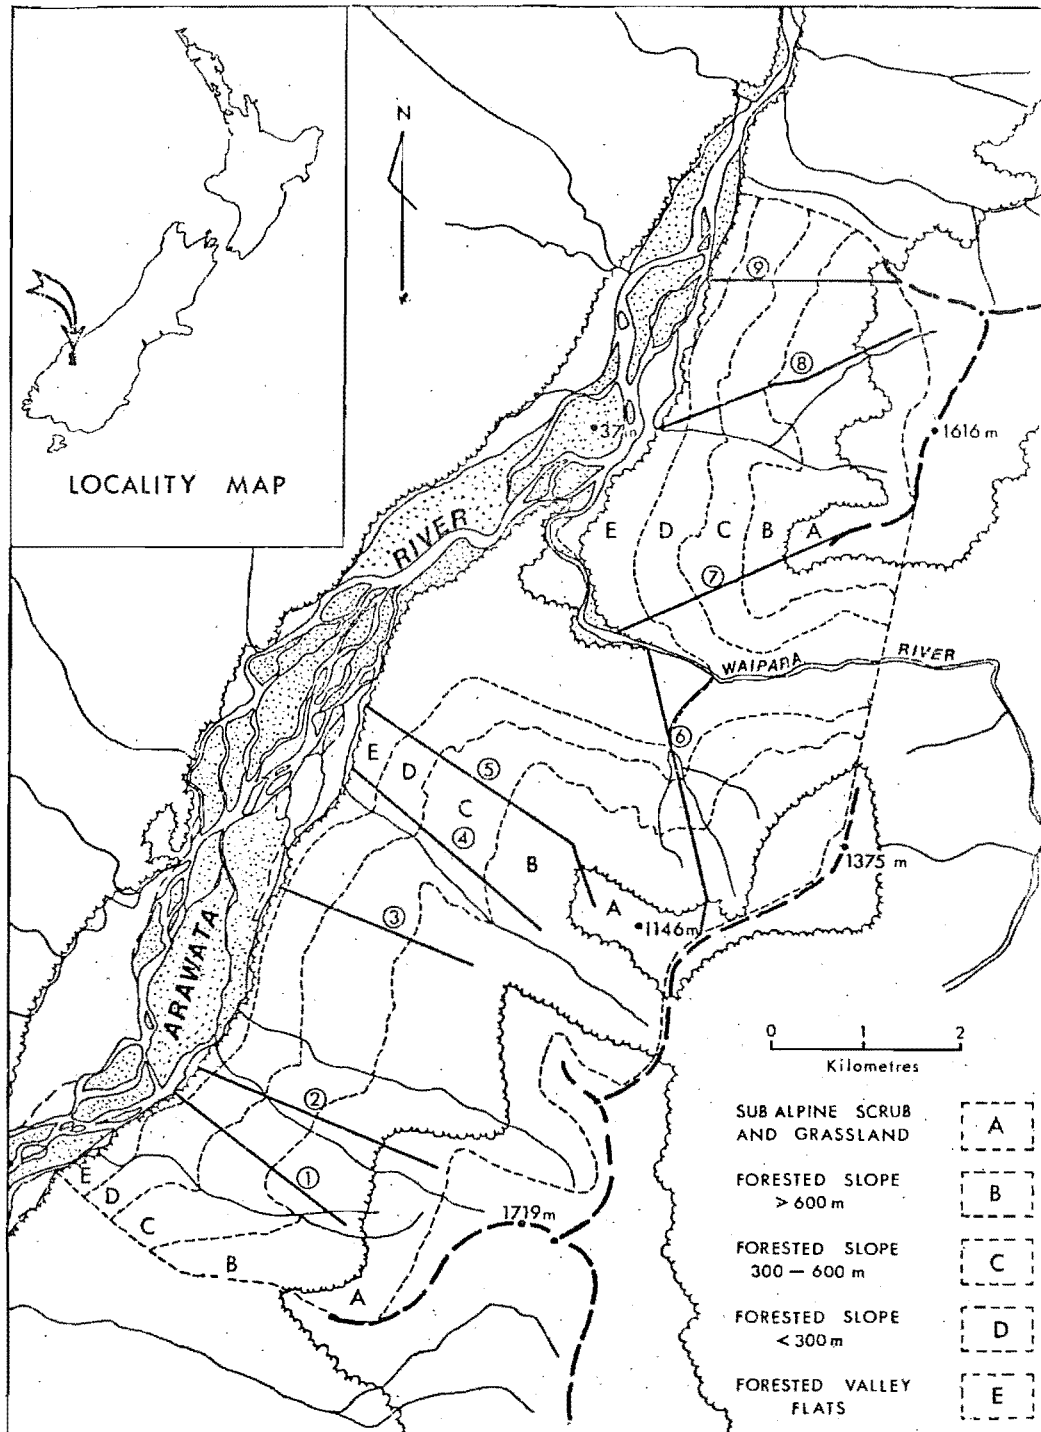 LOCALITY MAP
N
9
8
37m
1616 m
RIVER
E D C B A
7
WAIPARA RIVER
6
E
D
5
C
4
B
1375 m
A
1146m
3
ARAWATA
0 2
Kilometres
2
1
E
D
C
B
A
1719m
SUB ALPINE SCRUB
AND GRASSLAND
A
FORESTED SLOPE
> 600 m
B
FORESTED SLOPE
300 — 600 m
C
FORESTED SLOPE
< 300 m
D
FORESTED VALLEY
FLATS
E